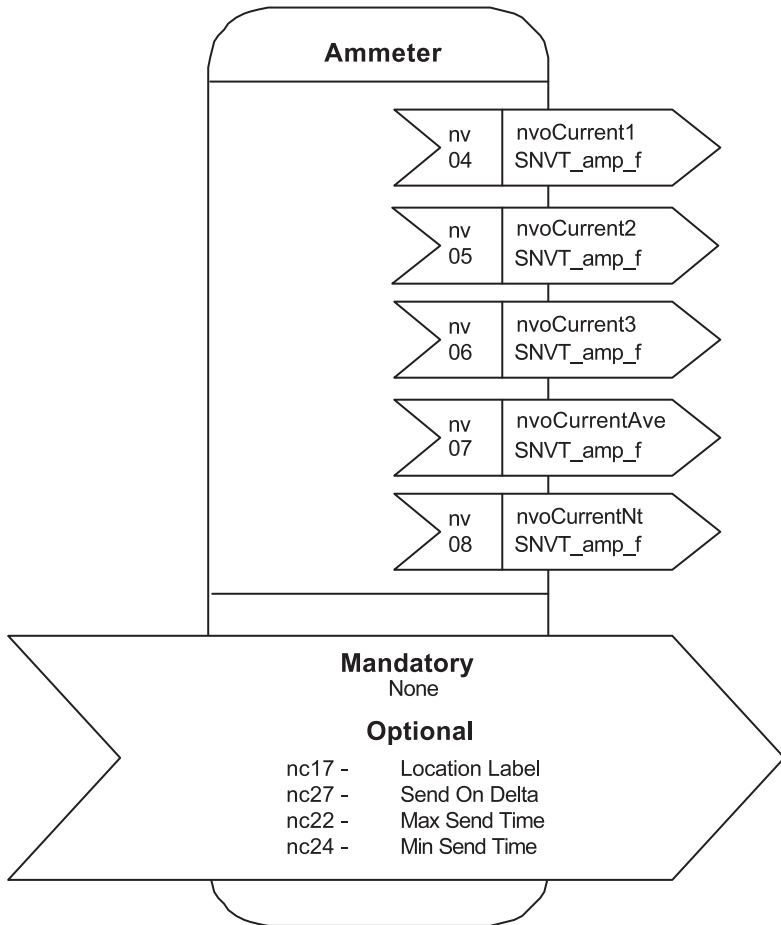 Ammeter
nv
04
nvoCurrent1
SNVT_amp_f
nv
05
nvoCurrent2
SNVT_amp_f
nv
06
nvoCurrent3
SNVT_amp_f
nv
07
nvoCurrentAve
SNVT_amp_f
nv
08
nvoCurrentNt
SNVT_amp_f
Mandatory
None
Optional
nc17 - Location Label
nc27 - Send On Delta
nc22 - Max Send Time
nc24 - Min Send Time